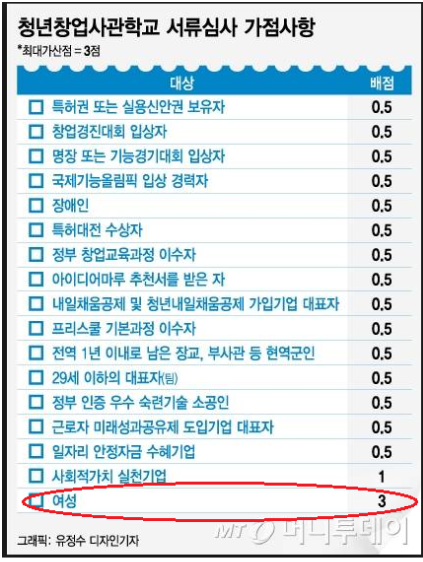 청년창업사관학교 서류심사 가점사항
*최대가산점 = 3점
대상 배점
특허권 또는 실용신안권 보유자 0.5
창업경진대회 입상자 0.5
명장 또는 기능경기대회 입상자 0.5
국제기능올림픽 입상 경력자 0.5
장애인 0.5
특허대전 수상자 0.5
정부 창업교육과정 이수자 0.5
아이디어마루 추천서를 받은 자 0.5
내일채움공제 및 청년내일채움공제 가입기업 대표자 0.5
프리스쿨 기본과정 이수자 0.5
전역 1년 이내로 남은 장교, 부사관 등 현역군인 0.5
29세 이하의 대표자(팀) 0.5
정부 인증 우수 숙련기술 소공인 0.5
근로자 미래성과공유제 도입기업 대표자 0.5
일자리 안정자금 수혜기업 0.5
사회적가치 실천기업 1
여성 3
MT 머니투데이
그래픽: 유정수 디자인기자